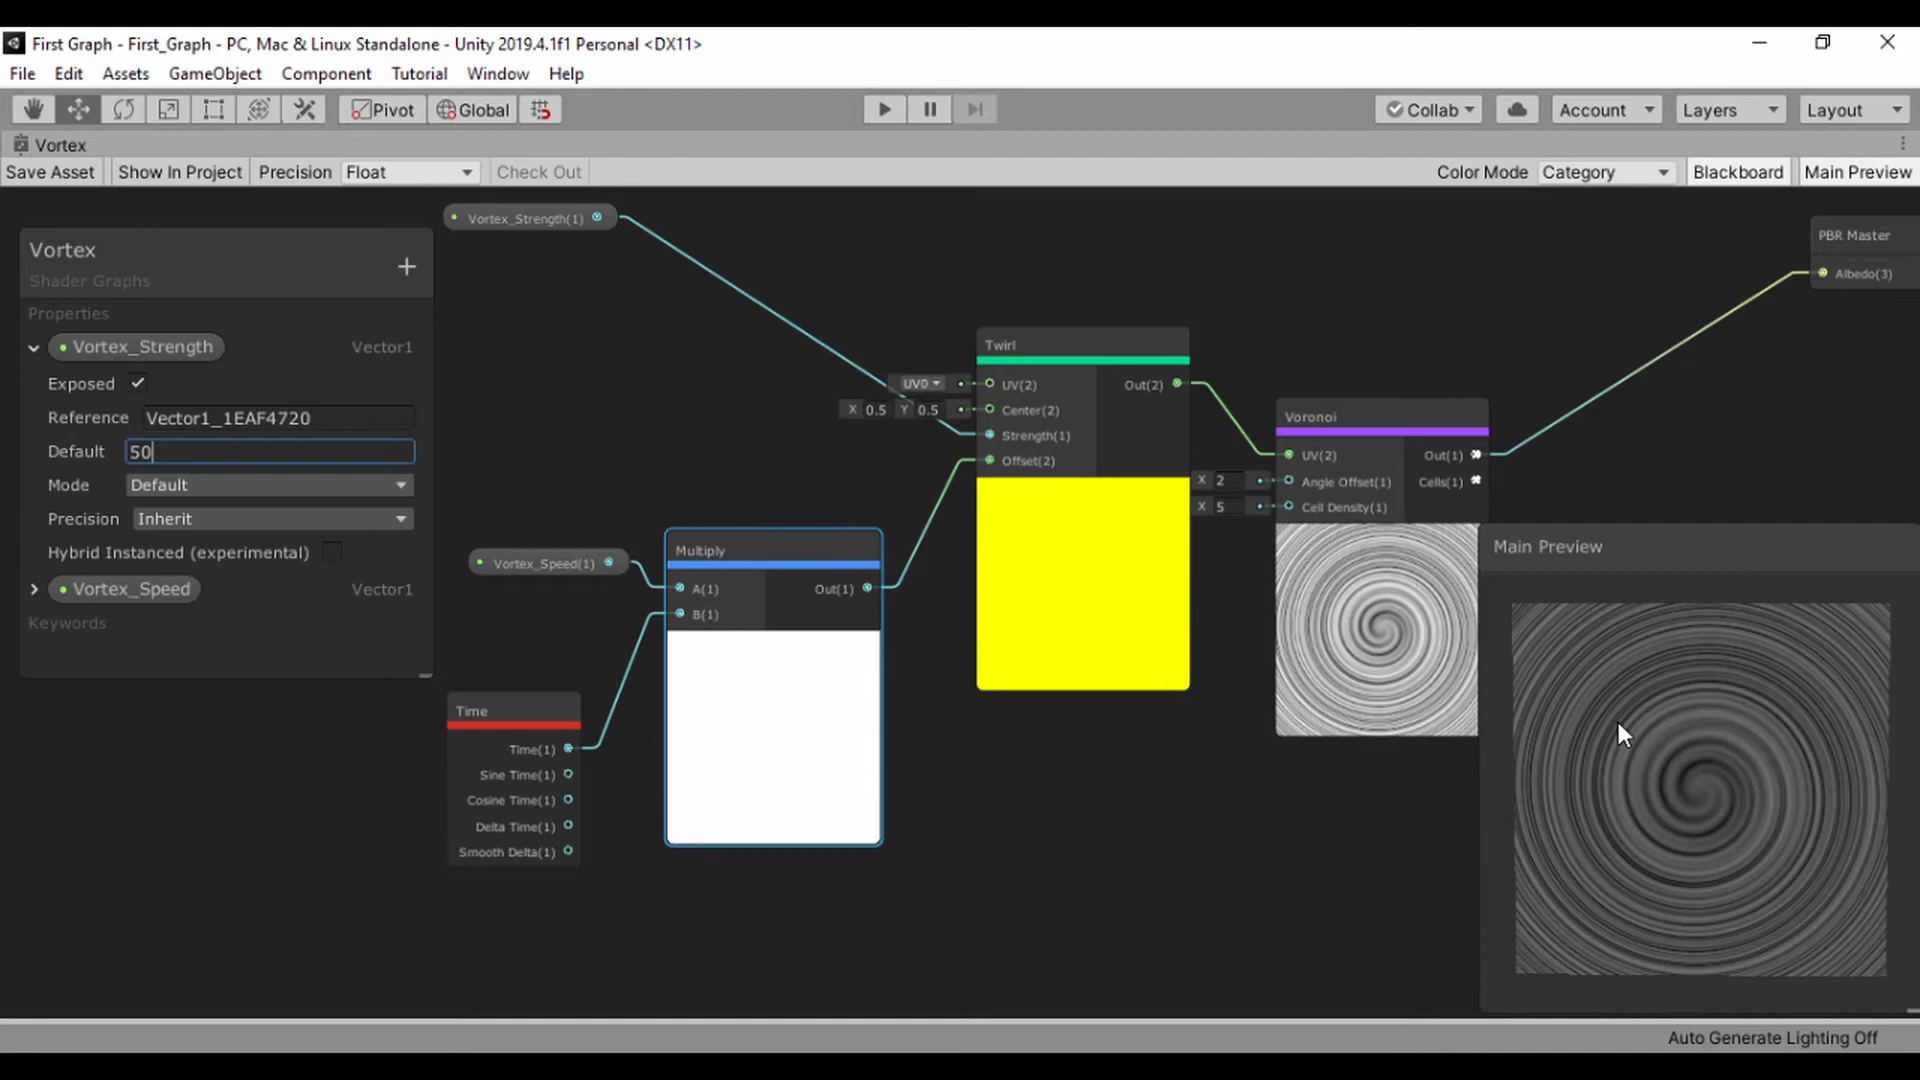 First Graph - First_Graph - PC, Mac & Linux Standalone - Unity 2019.4.1f1 Personal <DX11>
File Edit Assets GameObject Component Tutorial Window Help
Pivot Global Collab Account Layers Layout
Vortex
Save Asset Show In Project Precision Float Check Out Color Mode Category Blackboard Main Preview
Vortex
Shader Graphs
Properties
Vortex_Strength Vector1
Exposed
Reference Vector1_1EAF4720
Default 50
Mode Default
Precision Inherit
Hybrid Instanced (experimental)
Vortex_Speed Vector1
Keywords
Vortex_Strength(1)
Vortex_Speed(1)
Time
Time(1)
Sine Time(1)
Cosine Time(1)
Delta Time(1)
Smooth Delta(1)
Multiply
A(1) Out(1)
B(1)
Twirl
UV0 UV(2) Out(2)
X 0.5 Y 0.5 Center(2)
Strength(1)
Offset(2)
Voronoi
UV(2) Out(1)
X 2 Angle Offset(1) Cells(1)
X 5 Cell Density(1)
PBR Master
Albedo(3)
Main Preview
Auto Generate Lighting Off